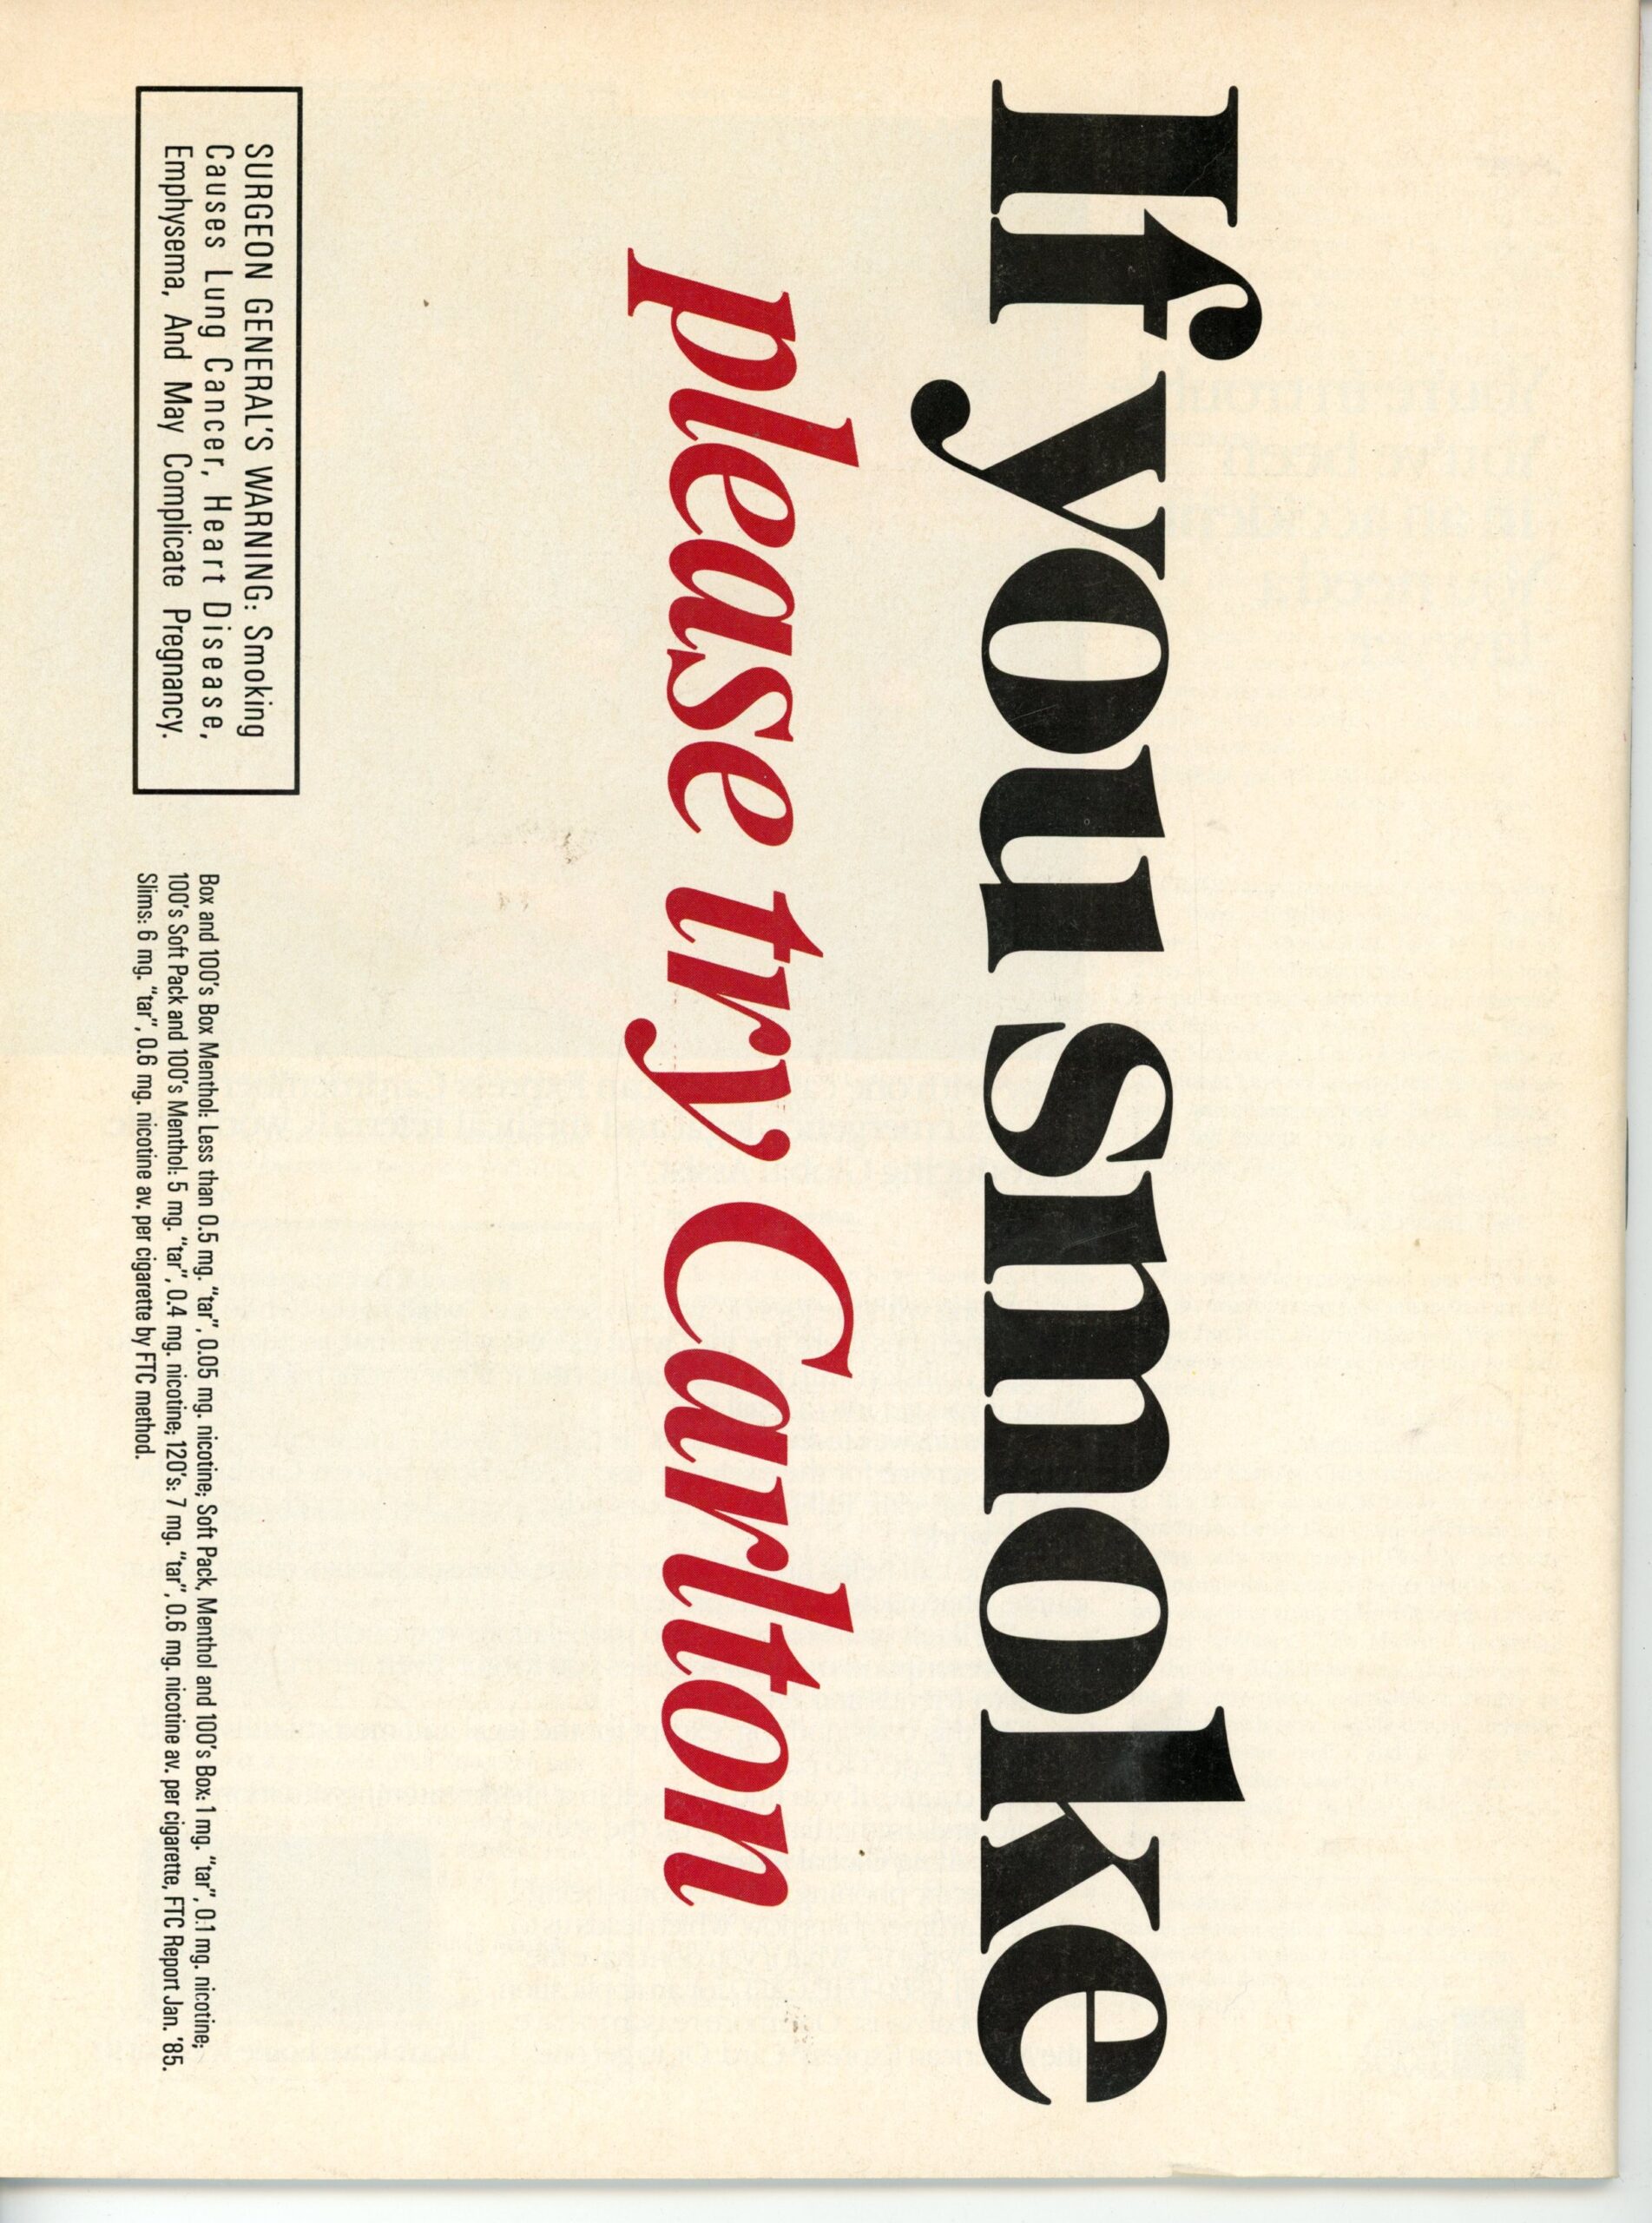 If you smoke
please try Carlton
SURGEON GENERAL'S WARNING: Smoking
Causes Lung Cancer, Heart Disease,
Emphysema, And May Complicate Pregnancy.
Box and 100's Box Menthol: Less than 0.5 mg. "tar", 0.05 mg. nicotine; Soft Pack, Menthol and 100's Box: 1 mg. "tar", 0.1 mg. nicotine;
100's Soft Pack and 100's Menthol: 5 mg. "tar", 0.4 mg. nicotine; 120's: 7 mg. "tar", 0.6 mg. nicotine av. per cigarette, FTC Report Jan. '85.
Slims: 6 mg. "tar", 0.6 mg. nicotine av. per cigarette by FTC method.